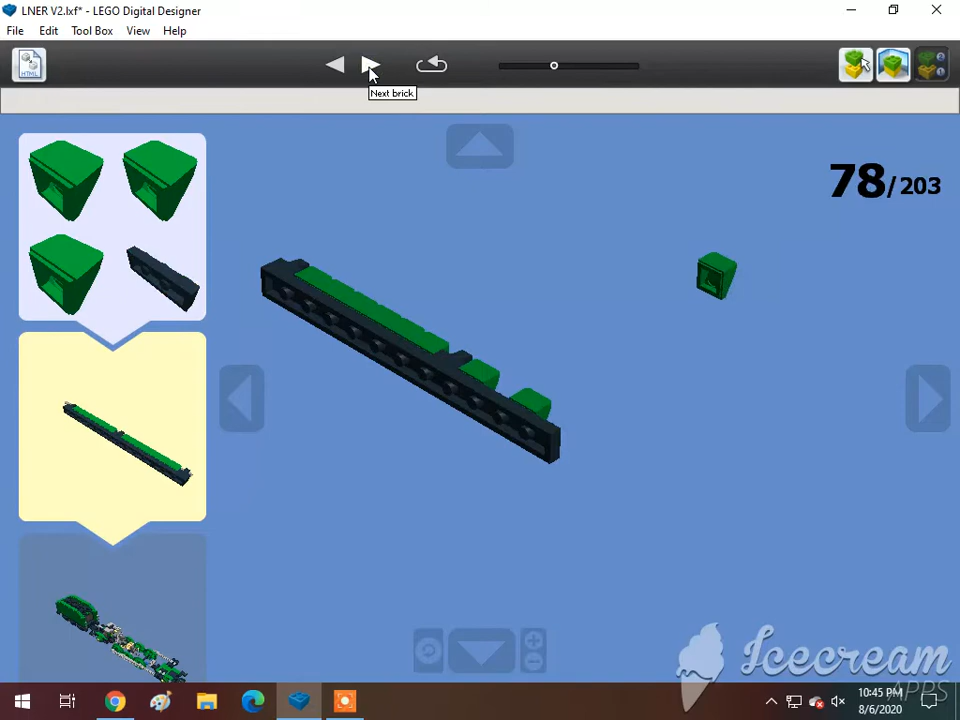 LNER V2.lxf* - LEGO Digital Designer
File Edit Tool Box View Help
HTML
Next brick
78/203
Icecream
APPS
10:45 PM
8/6/2020